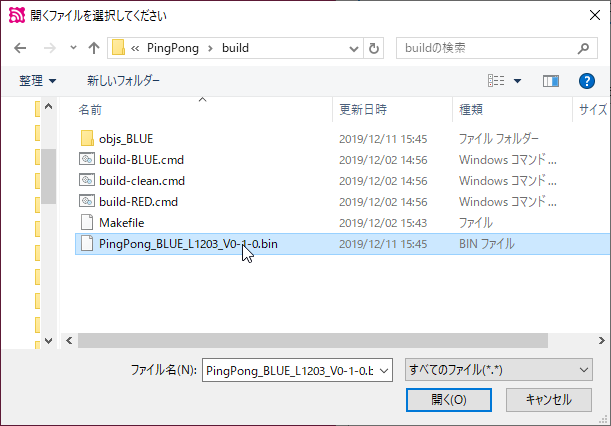 開くファイルを選択してください
« PingPong > build
buildの検索
整理 新しいフォルダー
名前 更新日時 種類 サイズ
objs_BLUE 2019/12/11 15:45 ファイル フォルダー
build-BLUE.cmd 2019/12/02 14:56 Windows コマンド ...
build-clean.cmd 2019/12/02 14:56 Windows コマンド ...
build-RED.cmd 2019/12/02 14:56 Windows コマンド ...
Makefile 2019/12/02 15:43 ファイル
PingPong_BLUE_L1203_V0-1-0.bin 2019/12/11 15:45 BIN ファイル
ファイル名(N): PingPong_BLUE_L1203_V0-1-0.b すべてのファイル(*.*)
開く(O) キャンセル